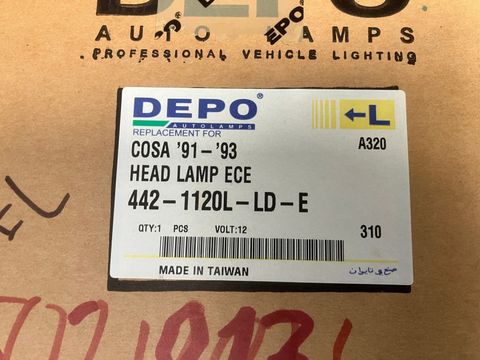 DEPO
AUTO LAMPS
PROFESSIONAL VEHICLE LIGHTING
DEPO®
AUTOLAMPS
REPLACEMENT FOR
←L
COSA '91-'93
A320
HEAD LAMP ECE
442-1120L-LD-E
QTY:1 PCS VOLT:12
310
MADE IN TAIWAN
صنع في تايوان